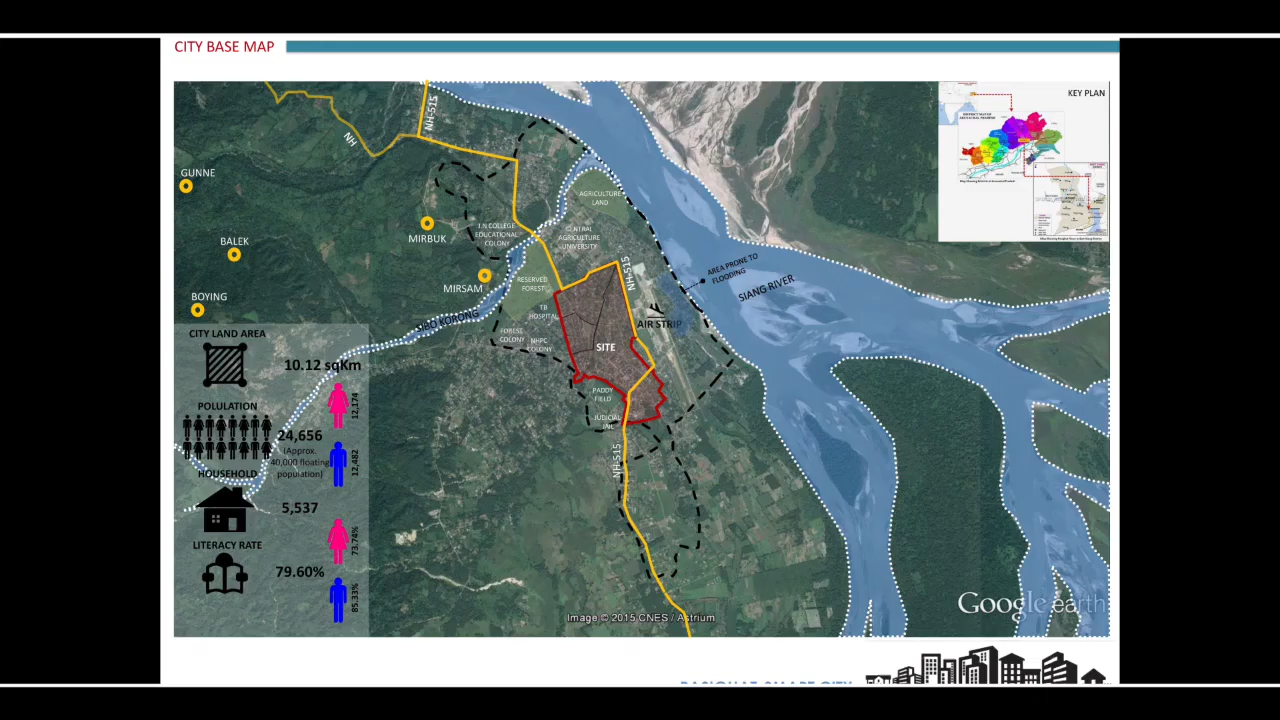 CITY BASE MAP
KEY PLAN
NH-515
NH
GUNNE
AGRICULTURE
LAND
MIRBUK
J.N COLLEGE
EDUCATIONAL
COLONY
CENTRAL
AGRICULTURE
UNIVERSITY
BALEK
NH-515
AREA PRONE TO
FLOODING
SIANG RIVER
MIRSAM
RESERVED
FOREST
BOYING
TB
HOSPITAL
AIR STRIP
SIBO KORONG
FOREST
COLONY
NHPC
COLONY
SITE
CITY LAND AREA
10.12 sqKm
PADDY
FIELD
JUDICIAL
JAIL
POLULATION
12,174
24,656
(Approx.
40,000 floating
population)
12,482
HOUSEHOLD
NH-515
5,537
LITERACY RATE
73.74%
79.60%
85.33%
Google earth
Image © 2015 CNES / Astrium